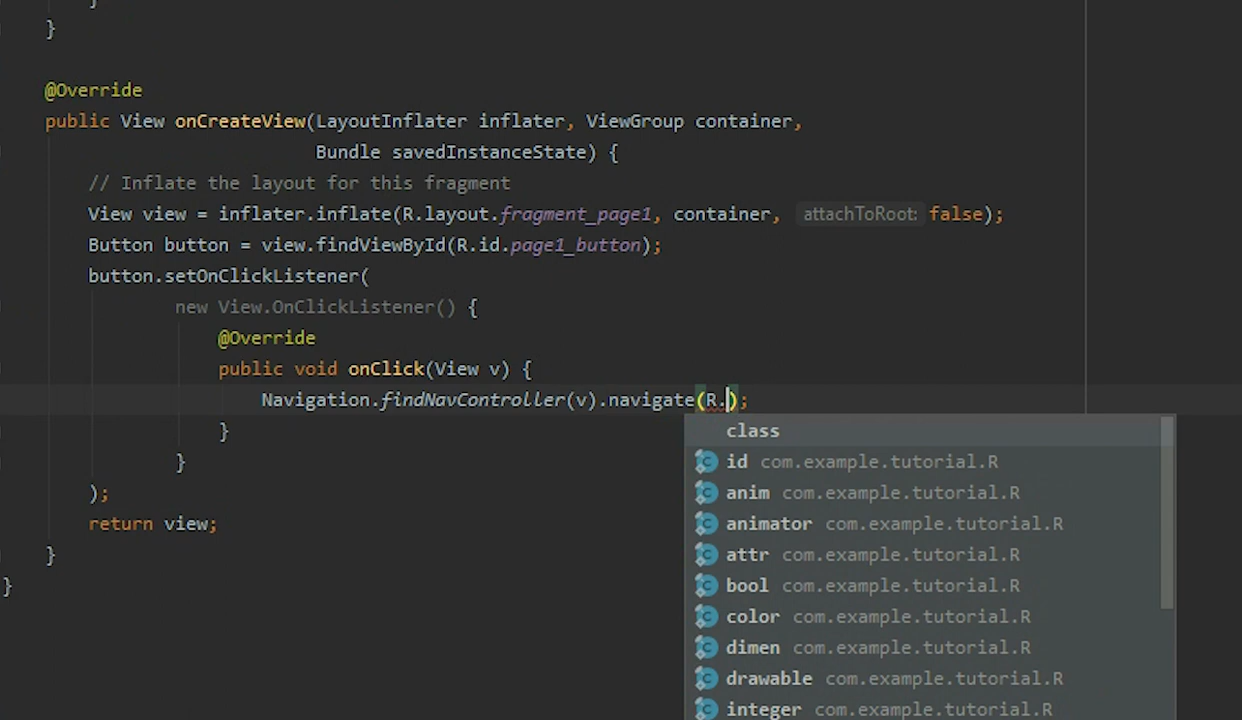 }
}
@Override
public View onCreateView(LayoutInflater inflater, ViewGroup container,
Bundle savedInstanceState) {
// Inflate the layout for this fragment
View view = inflater.inflate(R.layout.fragment_page1, container, attachToRoot: false);
Button button = view.findViewById(R.id.page1_button);
button.setOnClickListener(
new View.OnClickListener() {
@Override
public void onClick(View v) {
Navigation.findNavController(v).navigate(R.);
}
}
);
return view;
}
}
class
id com.example.tutorial.R
anim com.example.tutorial.R
animator com.example.tutorial.R
attr com.example.tutorial.R
bool com.example.tutorial.R
color com.example.tutorial.R
dimen com.example.tutorial.R
drawable com.example.tutorial.R
integer com.example.tutorial.R